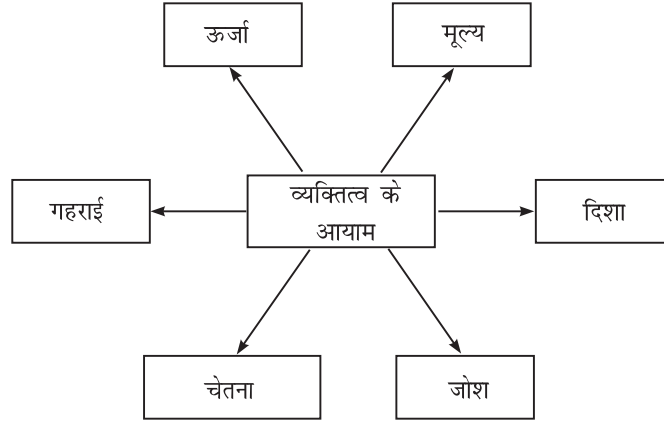 ऊर्जा
मूल्य
गहराई
व्यक्तित्व के
आयाम
दिशा
चेतना
जोश